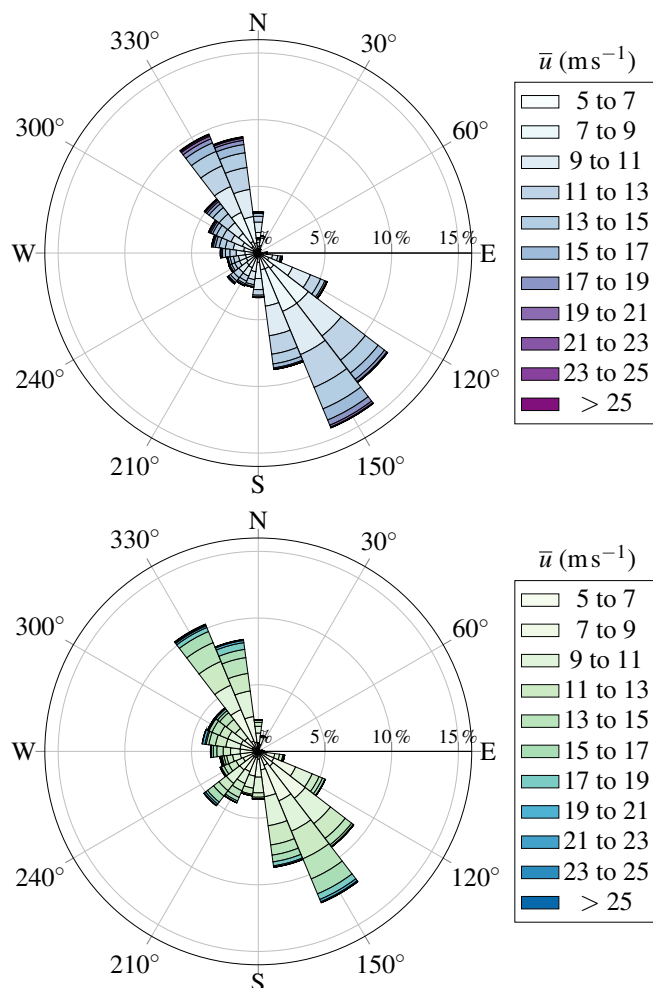 N
330° 30°
300° 60°
W % 5 % 10 % 15 % E
240° 120°
210° 150°
S
u̅ (m s⁻¹)
5 to 7
7 to 9
9 to 11
11 to 13
13 to 15
15 to 17
17 to 19
19 to 21
21 to 23
23 to 25
> 25
N
330° 30°
300° 60°
W % 5 % 10 % 15 % E
240° 120°
210° 150°
S
u̅ (m s⁻¹)
5 to 7
7 to 9
9 to 11
11 to 13
13 to 15
15 to 17
17 to 19
19 to 21
21 to 23
23 to 25
> 25